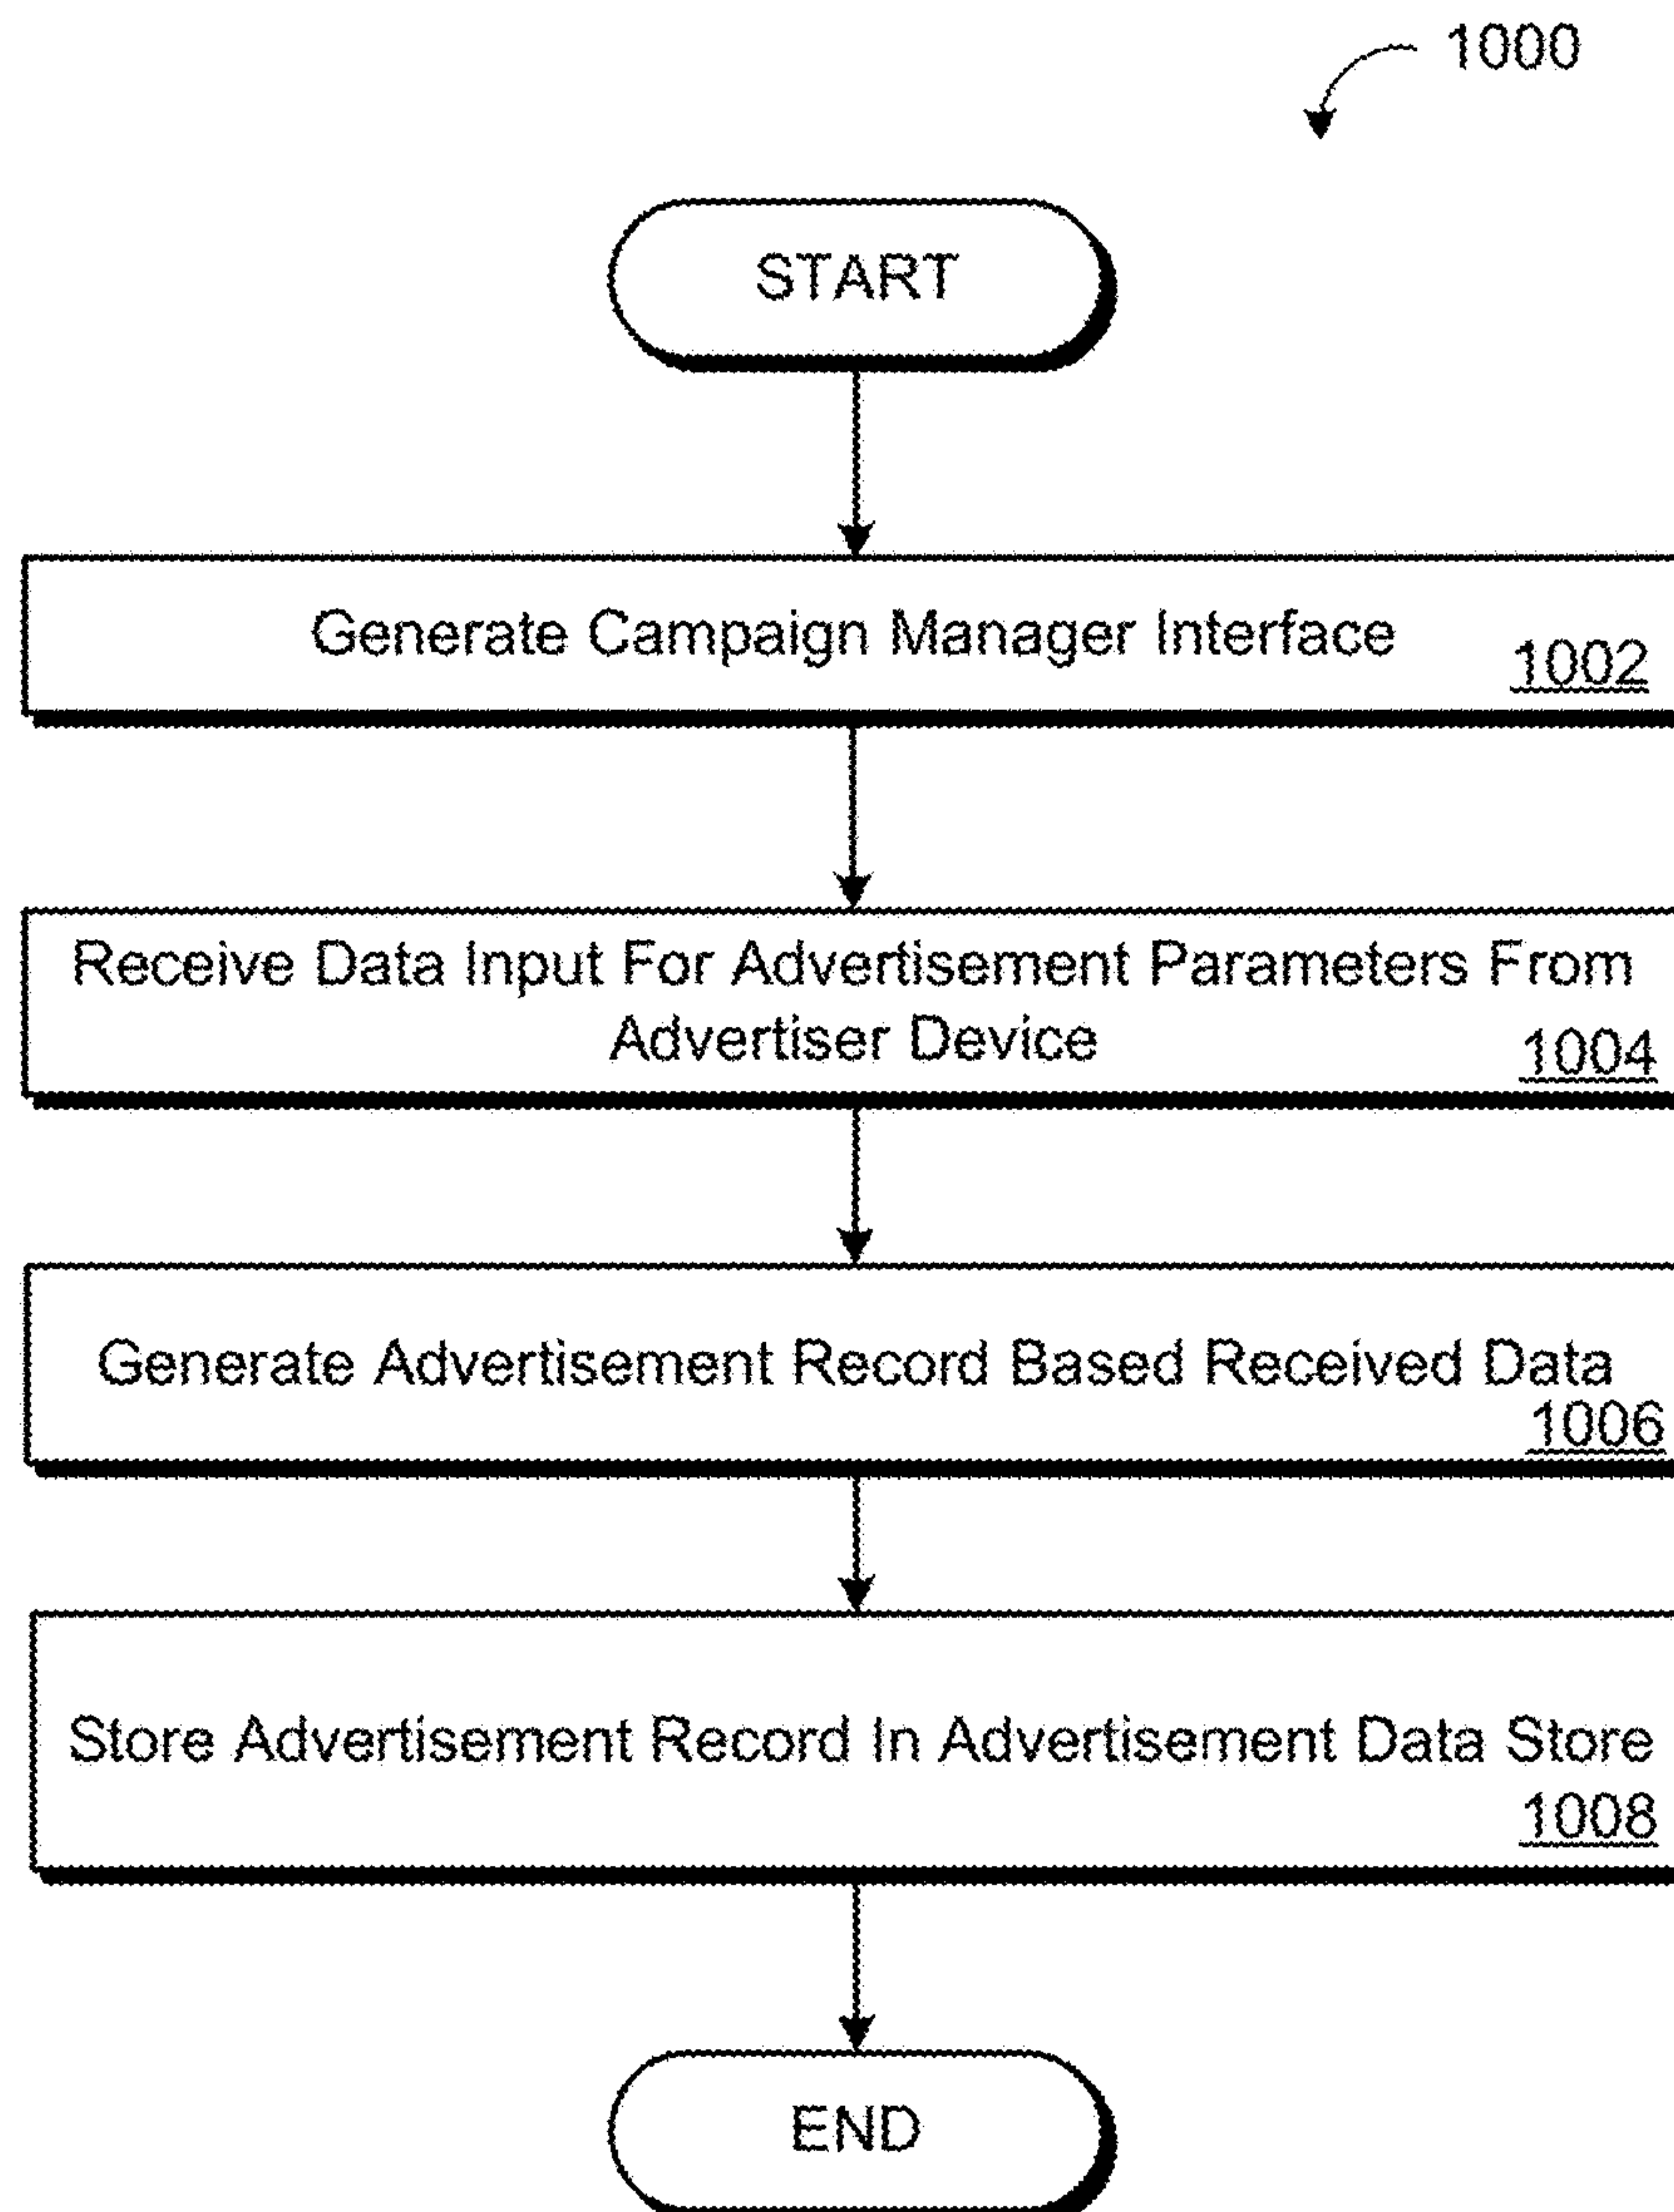 1000
START
Generate Campaign Manager Interface
1002
Receive Data Input For Advertisement Parameters From
Advertiser Device
1004
Generate Advertisement Record Based Received Data
1006
Store Advertisement Record In Advertisement Data Store
1008
END